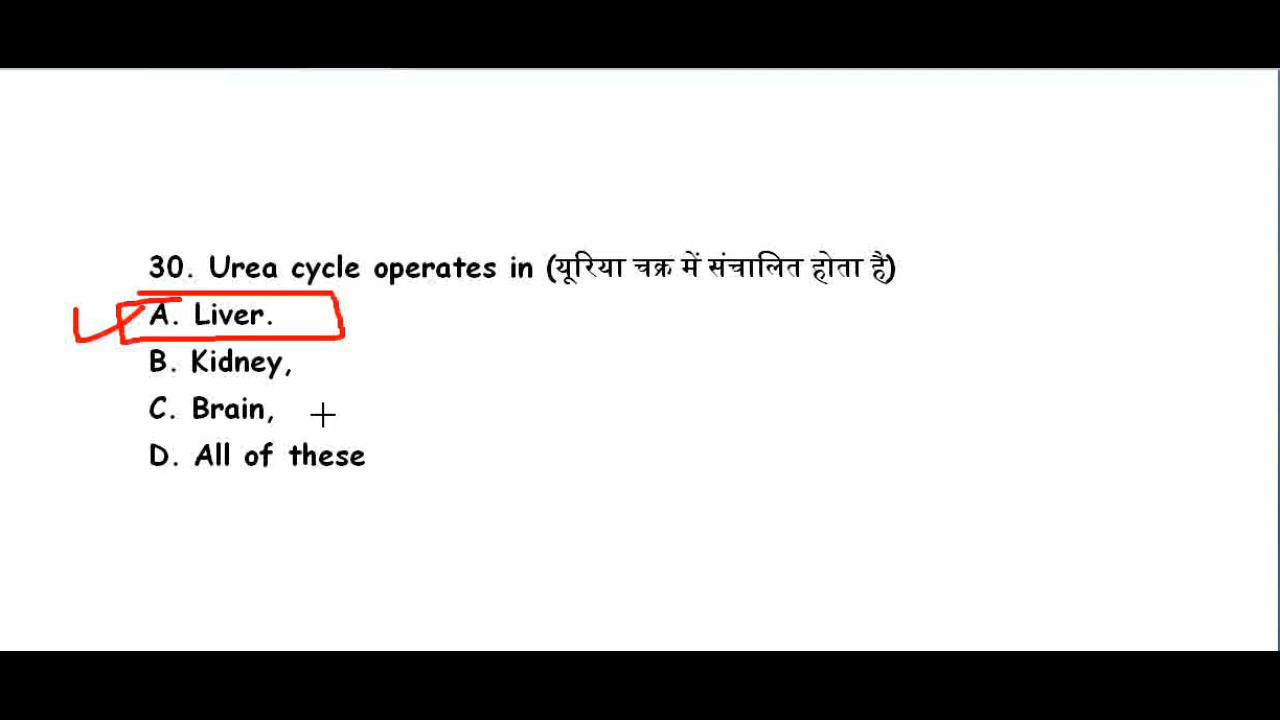 30. Urea cycle operates in (यूरिया चक्र में संचालित होता है)
A. Liver.
B. Kidney,
C. Brain,
D. All of these